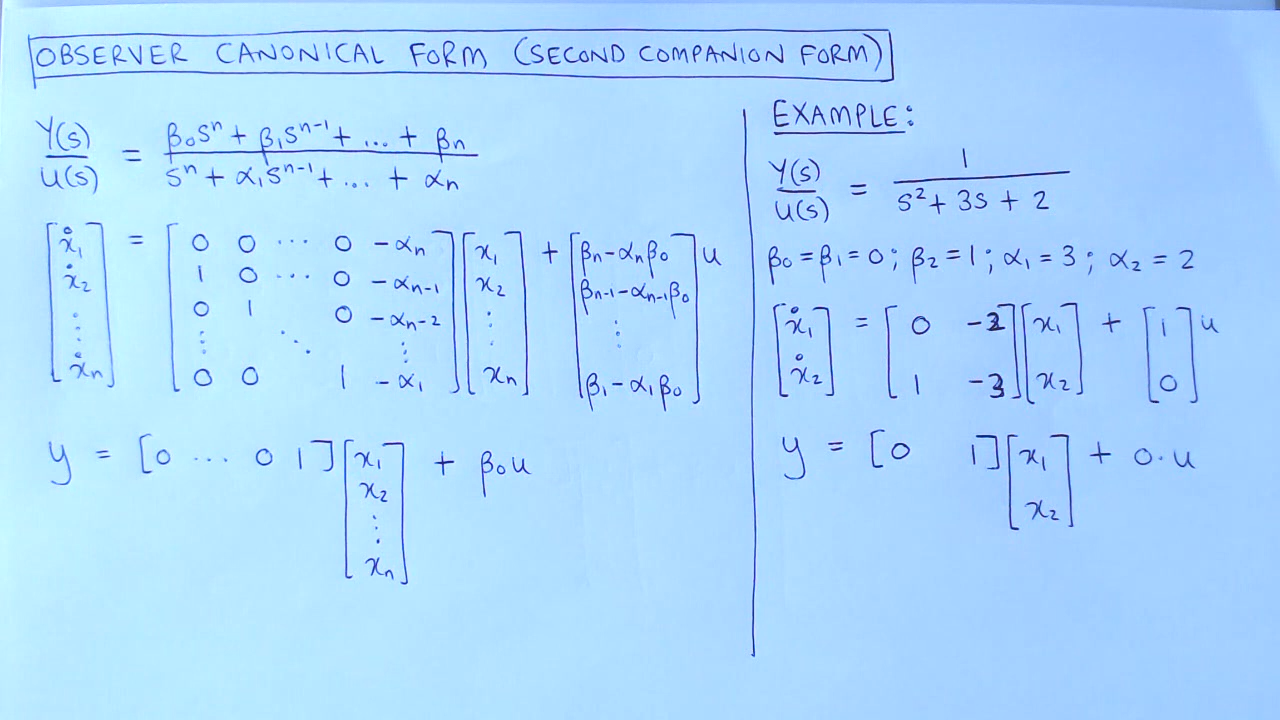 OBSERVER CANONICAL FORM (SECOND COMPANION FORM)
Y(s)/U(s) = β₀sⁿ + β₁sⁿ⁻¹ + ... + βₙ / sⁿ + α₁sⁿ⁻¹ + ... + αₙ
[ẋ₁] = [0 0 ... 0 -αₙ] [x₁] + [βₙ-αₙβ₀] u
[ẋ₂] [1 0 ... 0 -αₙ₋₁] [x₂] [βₙ₋₁-αₙ₋₁β₀]
[⋮] [0 1 0 -αₙ₋₂] [⋮] [⋮]
[⋮] [⋮ ⋱ ⋮]
[ẋₙ] [0 0 1 -α₁] [xₙ] [β₁-α₁β₀]
y = [0 ... 0 1] [x₁] + β₀u
[x₂]
[⋮]
[xₙ]
EXAMPLE:
Y(s)/U(s) = 1 / s² + 3s + 2
β₀ = β₁ = 0 ; β₂ = 1 ; α₁ = 3 ; α₂ = 2
[ẋ₁] = [0 -2] [x₁] + [1] u
[ẋ₂] [1 -3] [x₂] [0]
y = [0 1] [x₁] + 0.u
[x₂]